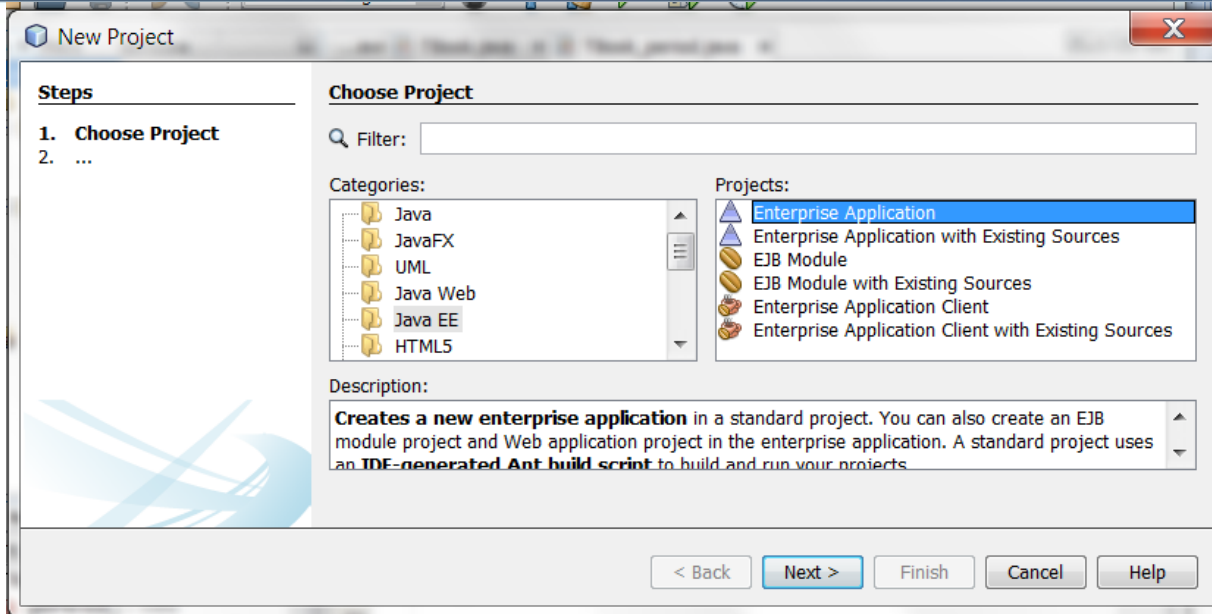 New Project
Steps
1. Choose Project
2. ...
Choose Project
Filter:
Categories:
Java
JavaFX
UML
Java Web
Java EE
HTML5
Projects:
Enterprise Application
Enterprise Application with Existing Sources
EJB Module
EJB Module with Existing Sources
Enterprise Application Client
Enterprise Application Client with Existing Sources
Description:
Creates a new enterprise application in a standard project. You can also create an EJB
module project and Web application project in the enterprise application. A standard project uses
an IDE-generated Ant build script to build and run your projects
< Back
Next >
Finish
Cancel
Help